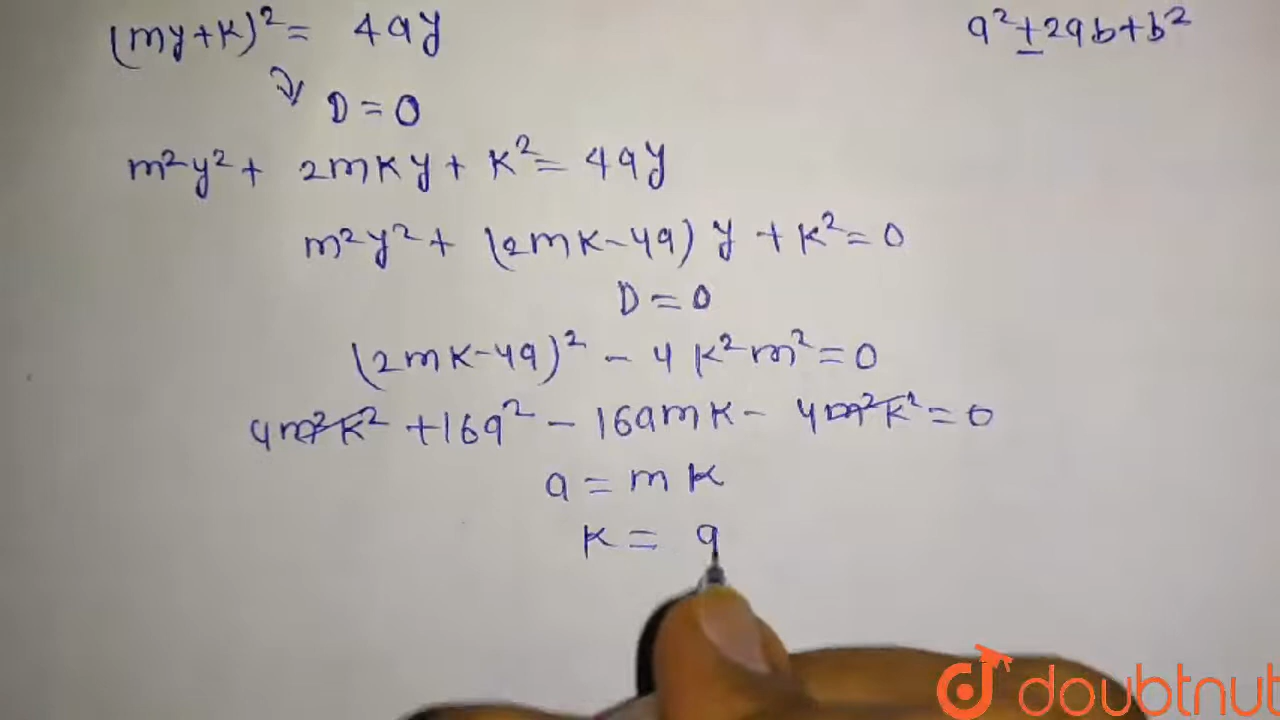 (my+k)² = 4ay
a² ± 2ab + b²
D = 0
m²y² + 2mky + k² = 4ay
m²y² + (2mk - 4a) y + k² = 0
D = 0
(2mk - 4a)² - 4k²m² = 0
4m²k² + 16a² - 16amk - 4m²k² = 0
a = mk
k = a
doubtnut